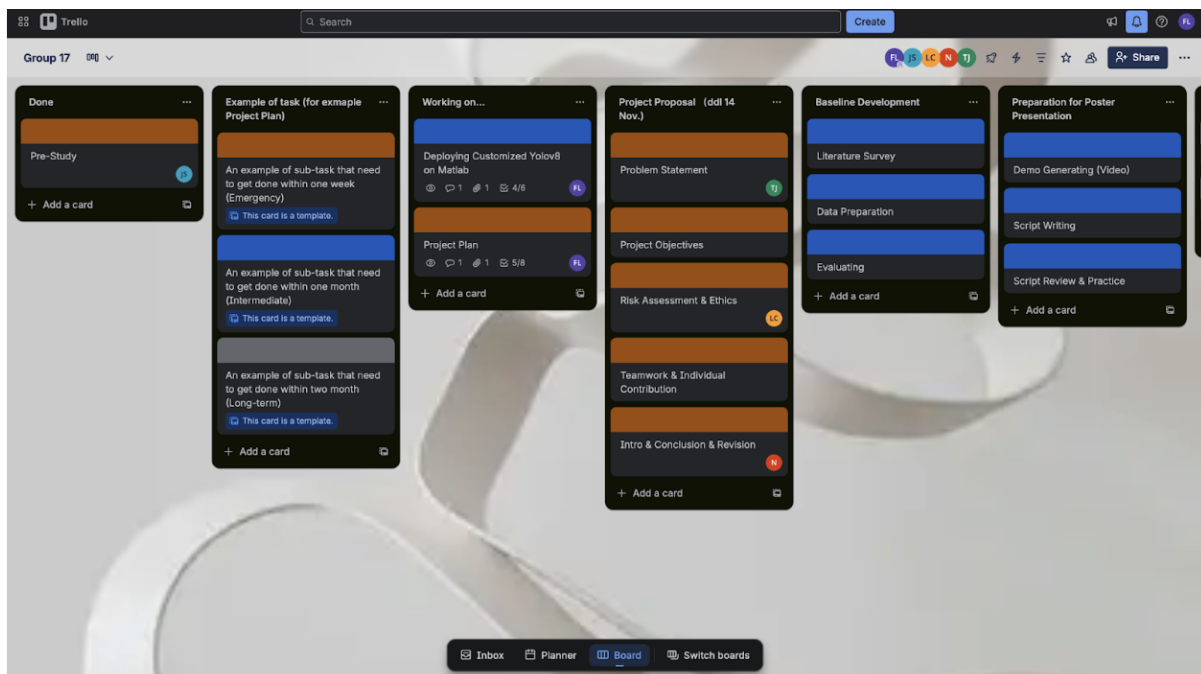 Trello
Search
Create
FL
Group 17
FL JS LC N TJ
Share
Done
Pre-Study
JS
+ Add a card
Example of task (for exmaple
Project Plan)
An example of sub-task that need
to get done within one week
(Emergency)
This card is a template.
An example of sub-task that need
to get done within one month
(Intermediate)
This card is a template.
An example of sub-task that need
to get done within two month
(Long-term)
This card is a template.
+ Add a card
Working on...
Deploying Customized Yolov8
on Matlab
1 1 4/6 FL
Project Plan
1 1 5/8 FL
+ Add a card
Project Proposal (ddl 14
Nov.)
Problem Statement
TJ
Project Objectives
Risk Assessment & Ethics
LC
Teamwork & Individual
Contribution
Intro & Conclusion & Revision
N
+ Add a card
Baseline Development
Literature Survey
Data Preparation
Evaluating
+ Add a card
Preparation for Poster
Presentation
Demo Generating (Video)
Script Writing
Script Review & Practice
+ Add a card
Inbox
Planner
Board
Switch boards